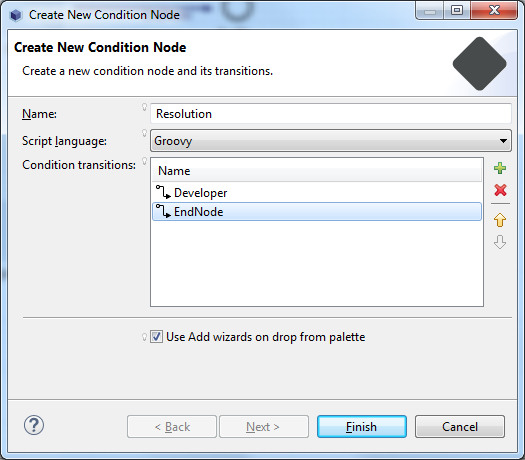 Create New Condition Node
Create New Condition Node
Create a new condition node and its transitions.
Name: Resolution
Script language: Groovy
Condition transitions: Name
Developer
EndNode
Use Add wizards on drop from palette
? < Back Next > Finish Cancel